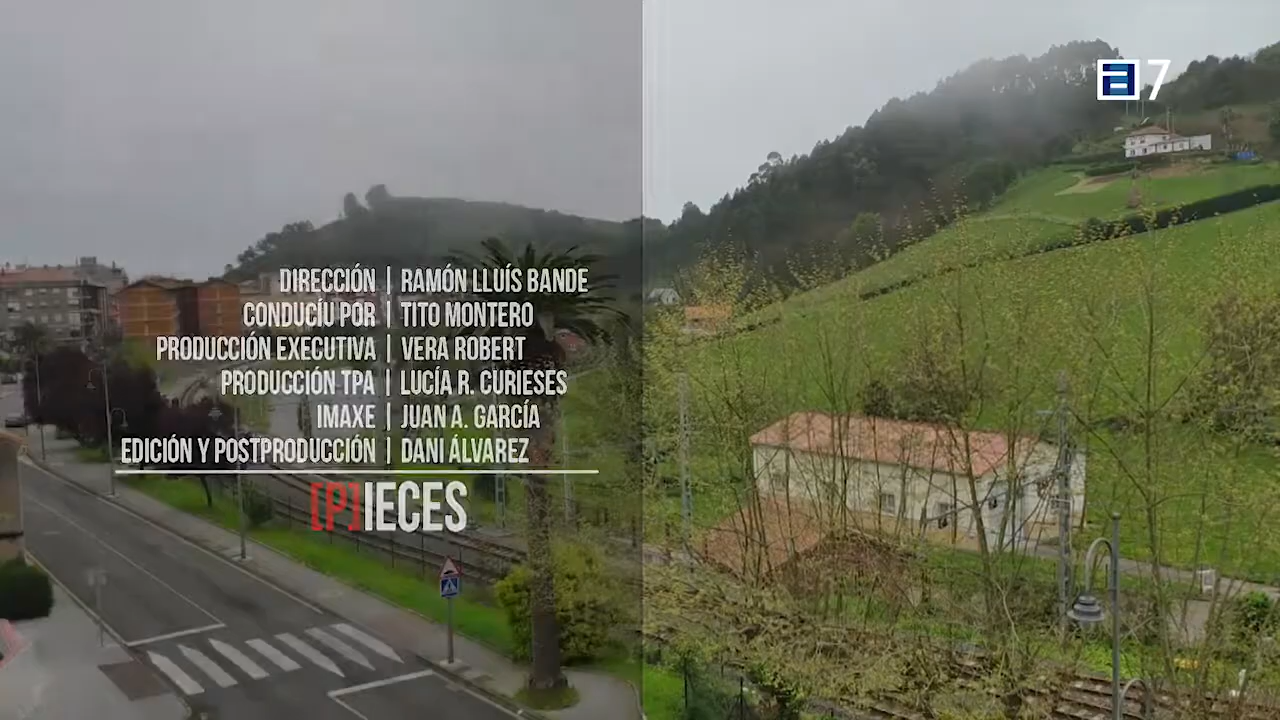 a 7
DIRECCIÓN | RAMÓN LLUÍS BANDE
CONDUCÍU POR | TITO MONTERO
PRODUCCIÓN EXECUTIVA | VERA ROBERT
PRODUCCIÓN TPA | LUCÍA R. CURIESES
IMAXE | JUAN A. GARCÍA
EDICIÓN Y POSTPRODUCCIÓN | DANI ÁLVAREZ
[P]IECES